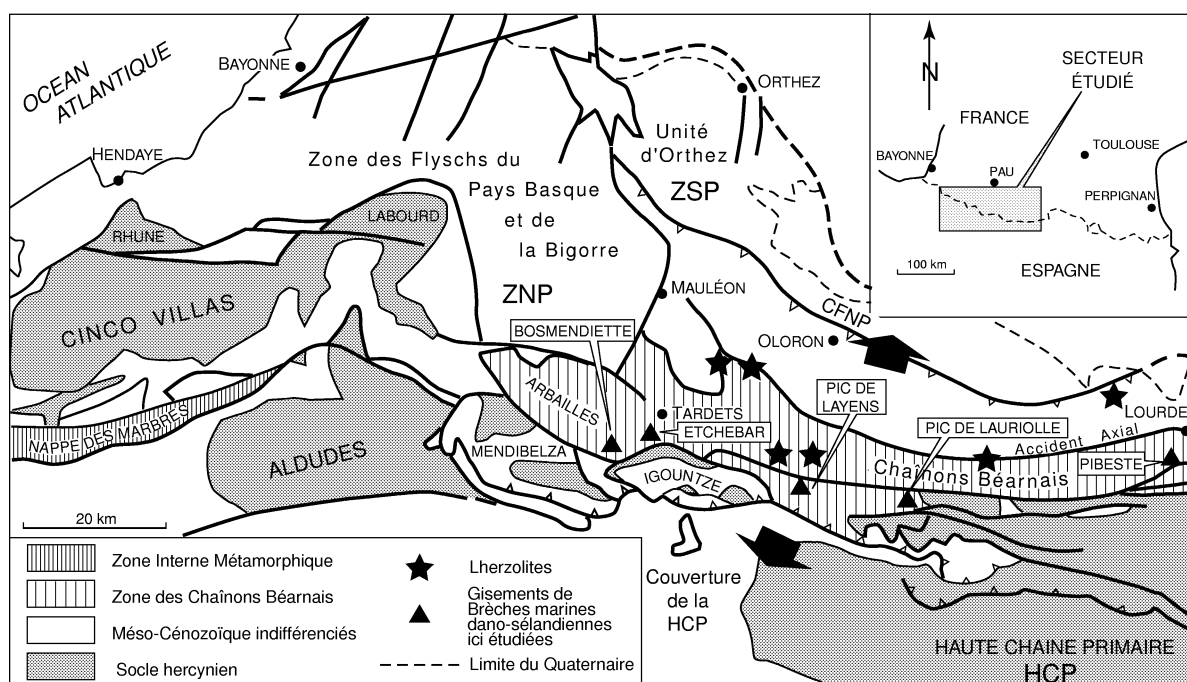 OCEAN
ATLANTIQUE
BAYONNE
HENDAYE
ORTHEZ
Unité
d'Orthez
ZSP
Zone des Flyschs du
Pays Basque
et de
la Bigorre
ZNP
LABOURD
RHUNE
CINCO VILLAS
MAULÉON
BOSMENDIETTE
OLORON
CFNP
ARBAILLES
TARDETS
ETCHEBAR
PIC DE
LAYENS
PIC DE LAURIOLLE
LOURDE
Accident Axial
Chaînons Béarnais
PIBESTE
NAPPE DES MARBRES
ALDUDES
MENDIBELZA
IGOUNTZE
20 km
Couverture
de la
HCP
HAUTE CHAINE PRIMAIRE
HCP
N
SECTEUR
ÉTUDIÉ
FRANCE
BAYONNE
PAU
TOULOUSE
PERPIGNAN
100 km
ESPAGNE
Zone Interne Métamorphique
Zone des Chaînons Béarnais
Méso-Cénozoïque indifférenciés
Socle hercynien
Lherzolites
Gisements de
Brèches marines
dano-sélandiennes
ici étudiées
Limite du Quaternaire